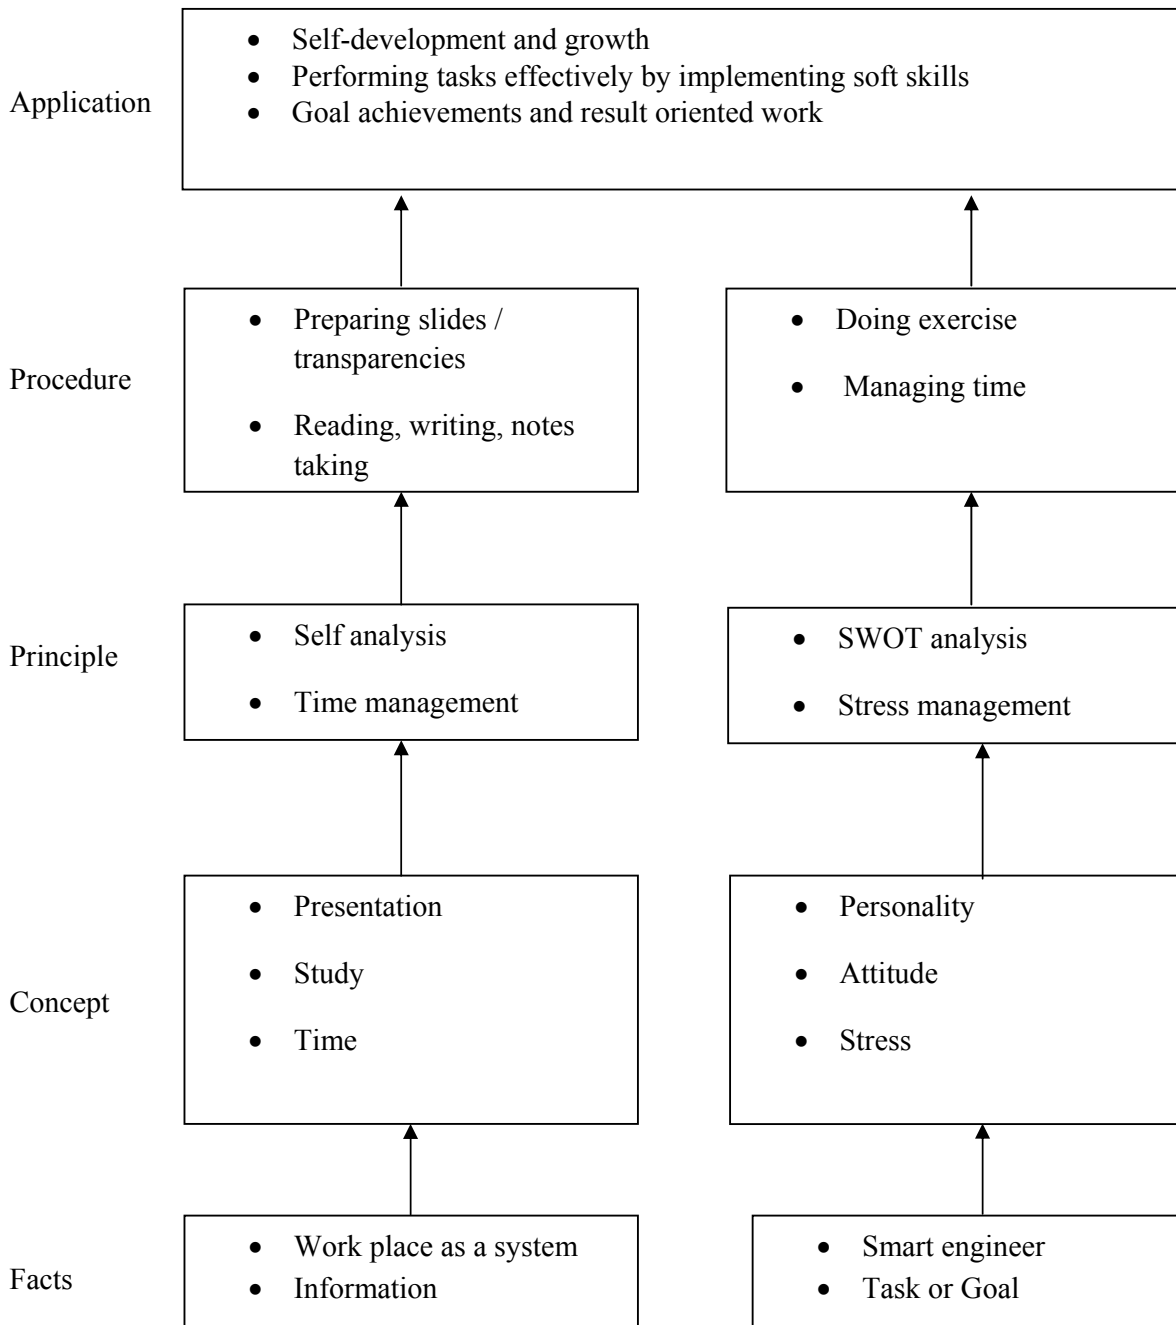 Application
• Self-development and growth
• Performing tasks effectively by implementing soft skills
• Goal achievements and result oriented work
Procedure
• Preparing slides /
transparencies
• Reading, writing, notes
taking
• Doing exercise
• Managing time
Principle
• Self analysis
• Time management
• SWOT analysis
• Stress management
Concept
• Presentation
• Study
• Time
• Personality
• Attitude
• Stress
Facts
• Work place as a system
• Information
• Smart engineer
• Task or Goal